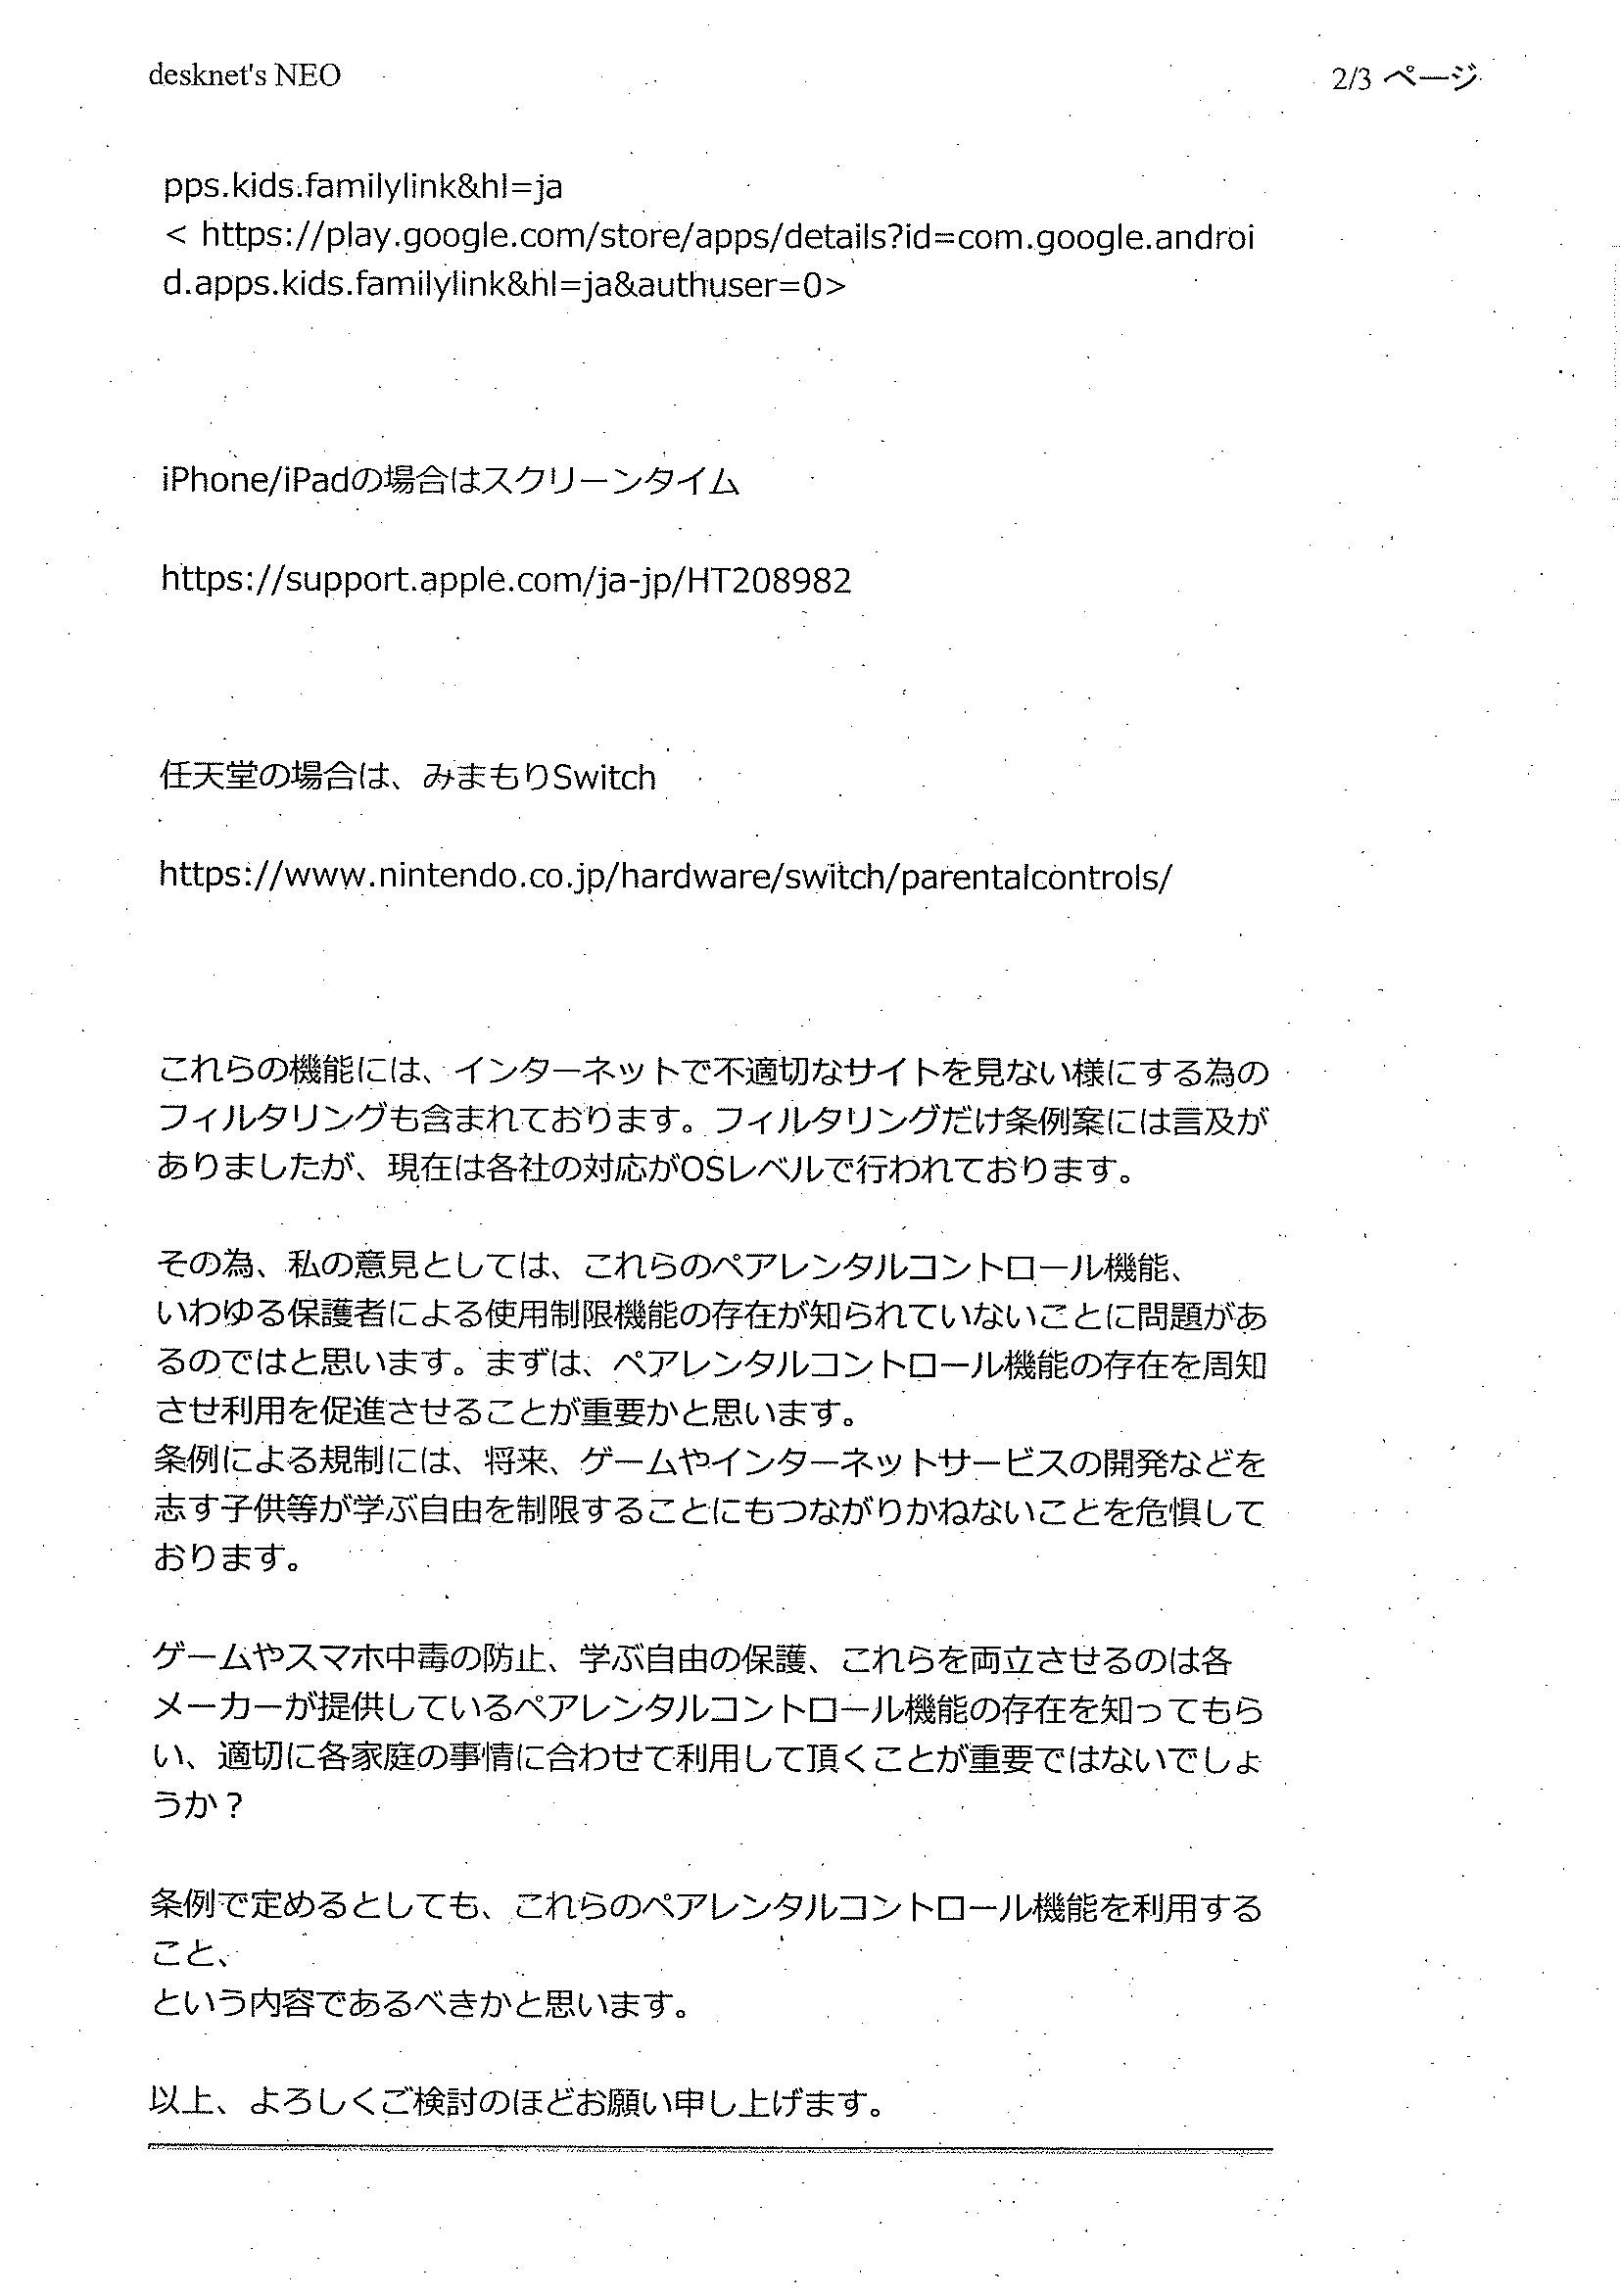 desknet's NEO
2/3 ページ
pps.kids.familylink&hl=ja
< https://play.google.com/store/apps/details?id=com.google.androi
d.apps.kids.familylink&hl=ja&authuser=0>
iPhone/iPadの場合はスクリーンタイム
https://support.apple.com/ja-jp/HT208982
任天堂の場合は、みまもりSwitch
https://www.nintendo.co.jp/hardware/switch/parentalcontrols/
これらの機能には、インターネットで不適切なサイトを見ない様にする為の
フィルタリングも含まれております。フィルタリングだけ条例案には言及が
ありましたが、現在は各社の対応がOSレベルで行われております。
その為、私の意見としては、これらのペアレンタルコントロール機能、
いわゆる保護者による使用制限機能の存在が知られていないことに問題があ
るのではと思います。まずは、ペアレンタルコントロール機能の存在を周知
させ利用を促進させることが重要かと思います。
条例による規制には、将来、ゲームやインターネットサービスの開発などを
志す子供等が学ぶ自由を制限することにもつながりかねないことを危惧して
おります。
ゲームやスマホ中毒の防止、学ぶ自由の保護、これらを両立させるのは各
メーカーが提供しているペアレンタルコントロール機能の存在を知ってもら
い、適切に各家庭の事情に合わせて利用して頂くことが重要ではないでしょ
うか？
条例で定めるとしても、これらのペアレンタルコントロール機能を利用する
こと、
という内容であるべきかと思います。
以上、よろしくご検討のほどお願い申し上げます。